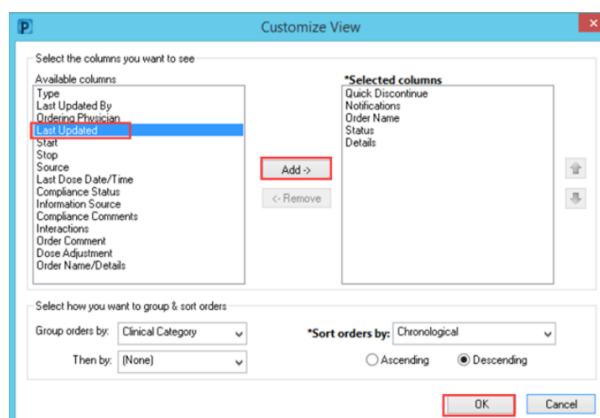 P
Customize View
×
Select the columns you want to see
Available columns
Type
Last Updated By
Ordering Physician
Last Updated
Start
Stop
Source
Last Dose Date/Time
Compliance Status
Information Source
Compliance Comments
Interactions
Order Comment
Dose Adjustment
Order Name/Details
Add ->
<- Remove
*Selected columns
Quick Discontinue
Notifications
Order Name
Status
Details
Select how you want to group & sort orders
Group orders by: Clinical Category
*Sort orders by: Chronological
Then by: (None)
Ascending Descending
OK Cancel